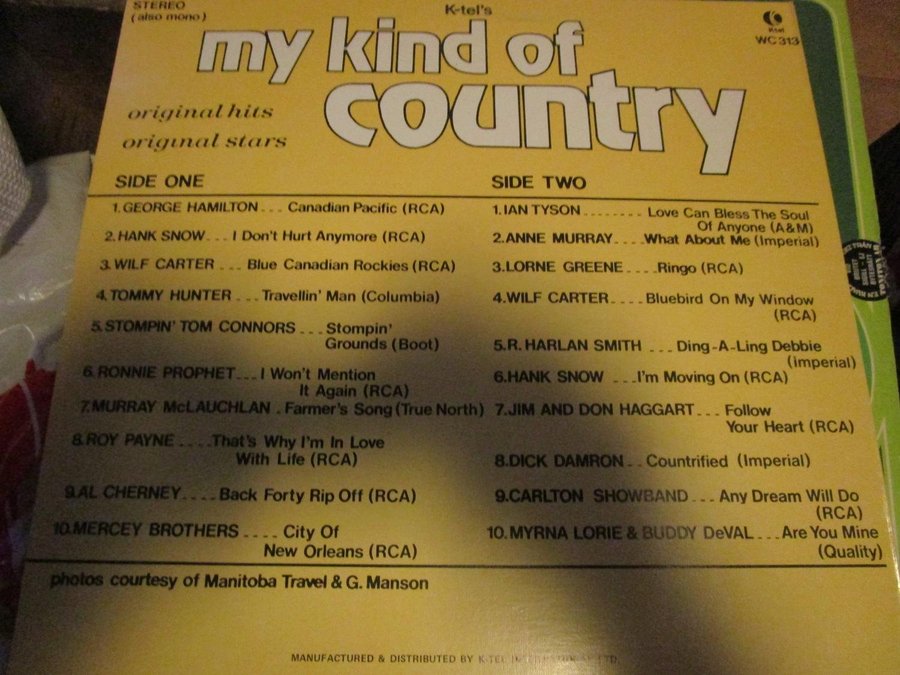 STEREO
(also mono)
K-tel's
K-tel
WC 313
my kind of
country
original hits
original stars
SIDE ONE
1. GEORGE HAMILTON... Canadian Pacific (RCA)
2. HANK SNOW... I Don't Hurt Anymore (RCA)
3. WILF CARTER ... Blue Canadian Rockies (RCA)
4. TOMMY HUNTER ... Travellin' Man (Columbia)
5. STOMPIN' TOM CONNORS ... Stompin'
Grounds (Boot)
6. RONNIE PROPHET... I Won't Mention
It Again (RCA)
7. MURRAY McLAUCHLAN . Farmer's Song (True North)
8. ROY PAYNE .... That's Why I'm In Love
With Life (RCA)
9. AL CHERNEY.... Back Forty Rip Off (RCA)
10. MERCEY BROTHERS .... City Of
New Orleans (RCA)
SIDE TWO
1. IAN TYSON ........ Love Can Bless The Soul
Of Anyone (A&M)
2. ANNE MURRAY.... What About Me (Imperial)
3. LORNE GREENE.... Ringo (RCA)
4. WILF CARTER.... Bluebird On My Window
(RCA)
5. R. HARLAN SMITH ... Ding-A-Ling Debbie
(imperial)
6. HANK SNOW ... I'm Moving On (RCA)
7. JIM AND DON HAGGART... Follow
Your Heart (RCA)
8. DICK DAMRON.. Countrified (Imperial)
9. CARLTON SHOWBAND... Any Dream Will Do
(RCA)
10. MYRNA LORIE & BUDDY DeVAL... Are You Mine
(Quality)
photos courtesy of Manitoba Travel & G. Manson
MANUFACTURED & DISTRIBUTED BY K-TEL INTERNATIONAL LTD.